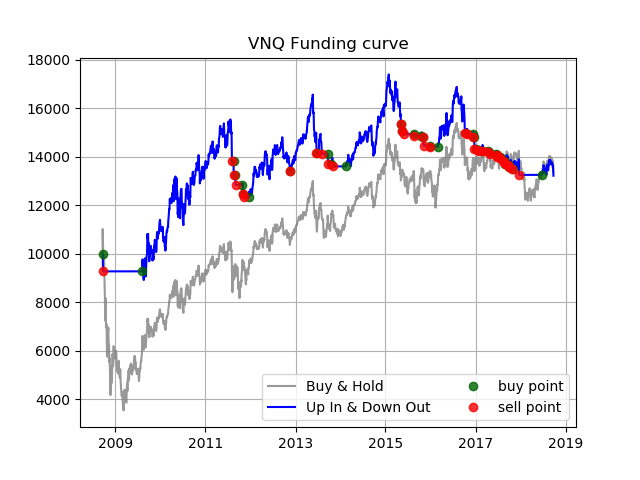 VNQ Funding curve
18000
16000
14000
12000
10000
8000
6000
4000
Buy & Hold
Up In & Down Out
buy point
sell point
2009 2011 2013 2015 2017 2019